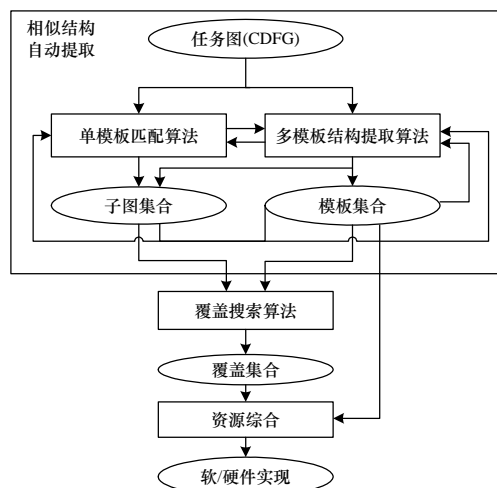 相似结构
自动提取
任务图(CDFG)
单模板匹配算法
多模板结构提取算法
子图集合
模板集合
覆盖搜索算法
覆盖集合
资源综合
软/硬件实现